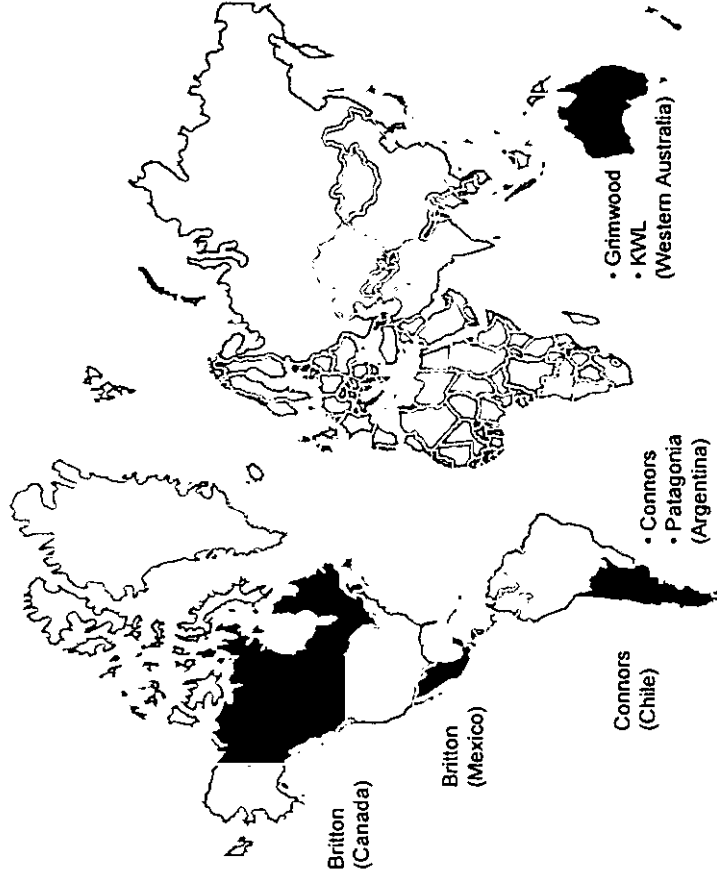 Britton
(Canada)
Britton
(Mexico)
Connors
(Chile)
• Connors
• Patagonia
(Argentina)
• Grimwood
• KWL
(Western Australia)